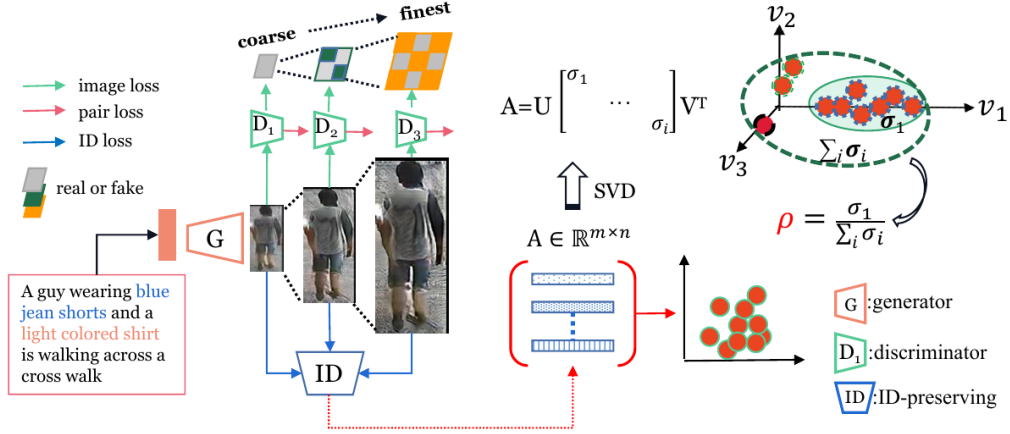 coarse
finest
image loss
pair loss
ID loss
real or fake
D₁
D₂
D₃
G
A guy wearing blue
jean shorts and a
light colored shirt
is walking across a
cross walk
ID
A=U [σ₁ ⋯ σᵢ] Vᵀ
SVD
A ∈ ℝᵐˣⁿ
v₂
v₁
v₃
σ₁
∑ᵢ σᵢ
ρ = σ₁ / ∑ᵢ σᵢ
G :generator
D₁ :discriminator
ID :ID-preserving